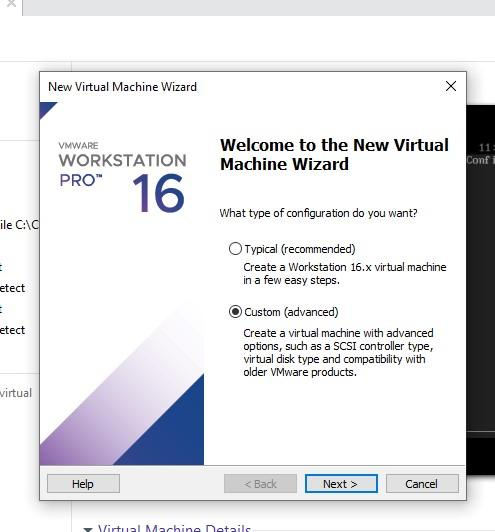 New Virtual Machine Wizard
VMWARE
WORKSTATION
PRO™ 16
Welcome to the New Virtual
Machine Wizard
What type of configuration do you want?
Typical (recommended)
Create a Workstation 16.x virtual machine
in a few easy steps.
Custom (advanced)
Create a virtual machine with advanced
options, such as a SCSI controller type,
virtual disk type and compatibility with
older VMware products.
Help
< Back
Next >
Cancel
ile C:\C
t
etect
t
etect
virtual
11:
Conf i
Virtual Machine Details